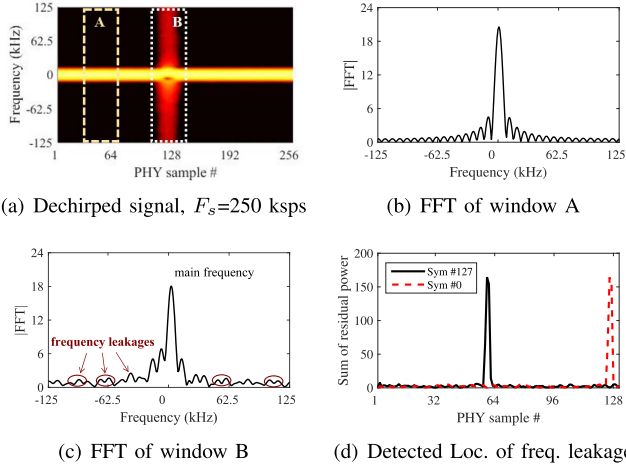 125
62.5
0
-62.5
-125
Frequency (kHz)
A
B
1
64
128
192
256
PHY sample #
(a) Dechirped signal, Fs=250 ksps
24
18
12
6
0
|FFT|
-125
-62.5
0
62.5
125
Frequency (kHz)
(b) FFT of window A
24
18
12
6
0
|FFT|
main frequency
frequency leakages
-125
-62.5
0
62.5
125
Frequency (kHz)
(c) FFT of window B
200
150
100
50
0
Sum of residual power
Sym #127
Sym #0
1
32
64
96
128
PHY sample #
(d) Detected Loc. of freq. leakage